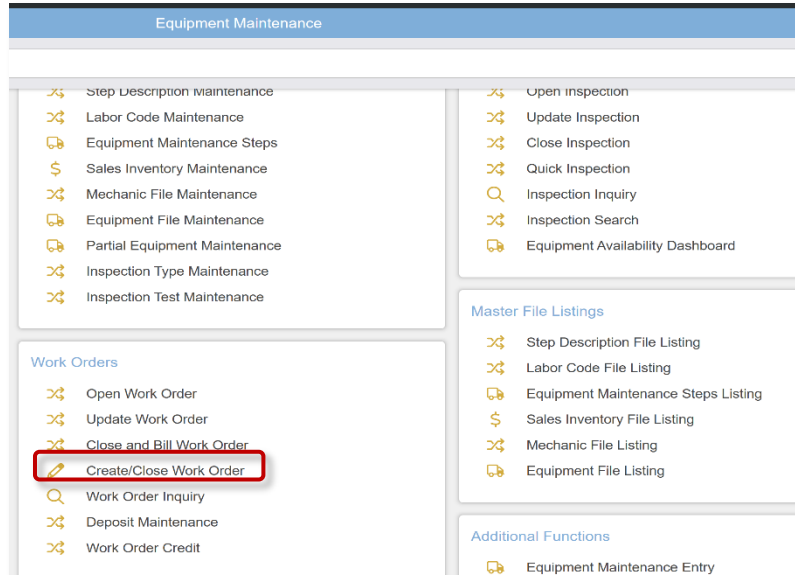 Equipment Maintenance
Step Description Maintenance
Labor Code Maintenance
Equipment Maintenance Steps
Sales Inventory Maintenance
Mechanic File Maintenance
Equipment File Maintenance
Partial Equipment Maintenance
Inspection Type Maintenance
Inspection Test Maintenance
Work Orders
Open Work Order
Update Work Order
Close and Bill Work Order
Create/Close Work Order
Work Order Inquiry
Deposit Maintenance
Work Order Credit
Open Inspection
Update Inspection
Close Inspection
Quick Inspection
Inspection Inquiry
Inspection Search
Equipment Availability Dashboard
Master File Listings
Step Description File Listing
Labor Code File Listing
Equipment Maintenance Steps Listing
Sales Inventory File Listing
Mechanic File Listing
Equipment File Listing
Additional Functions
Equipment Maintenance Entry